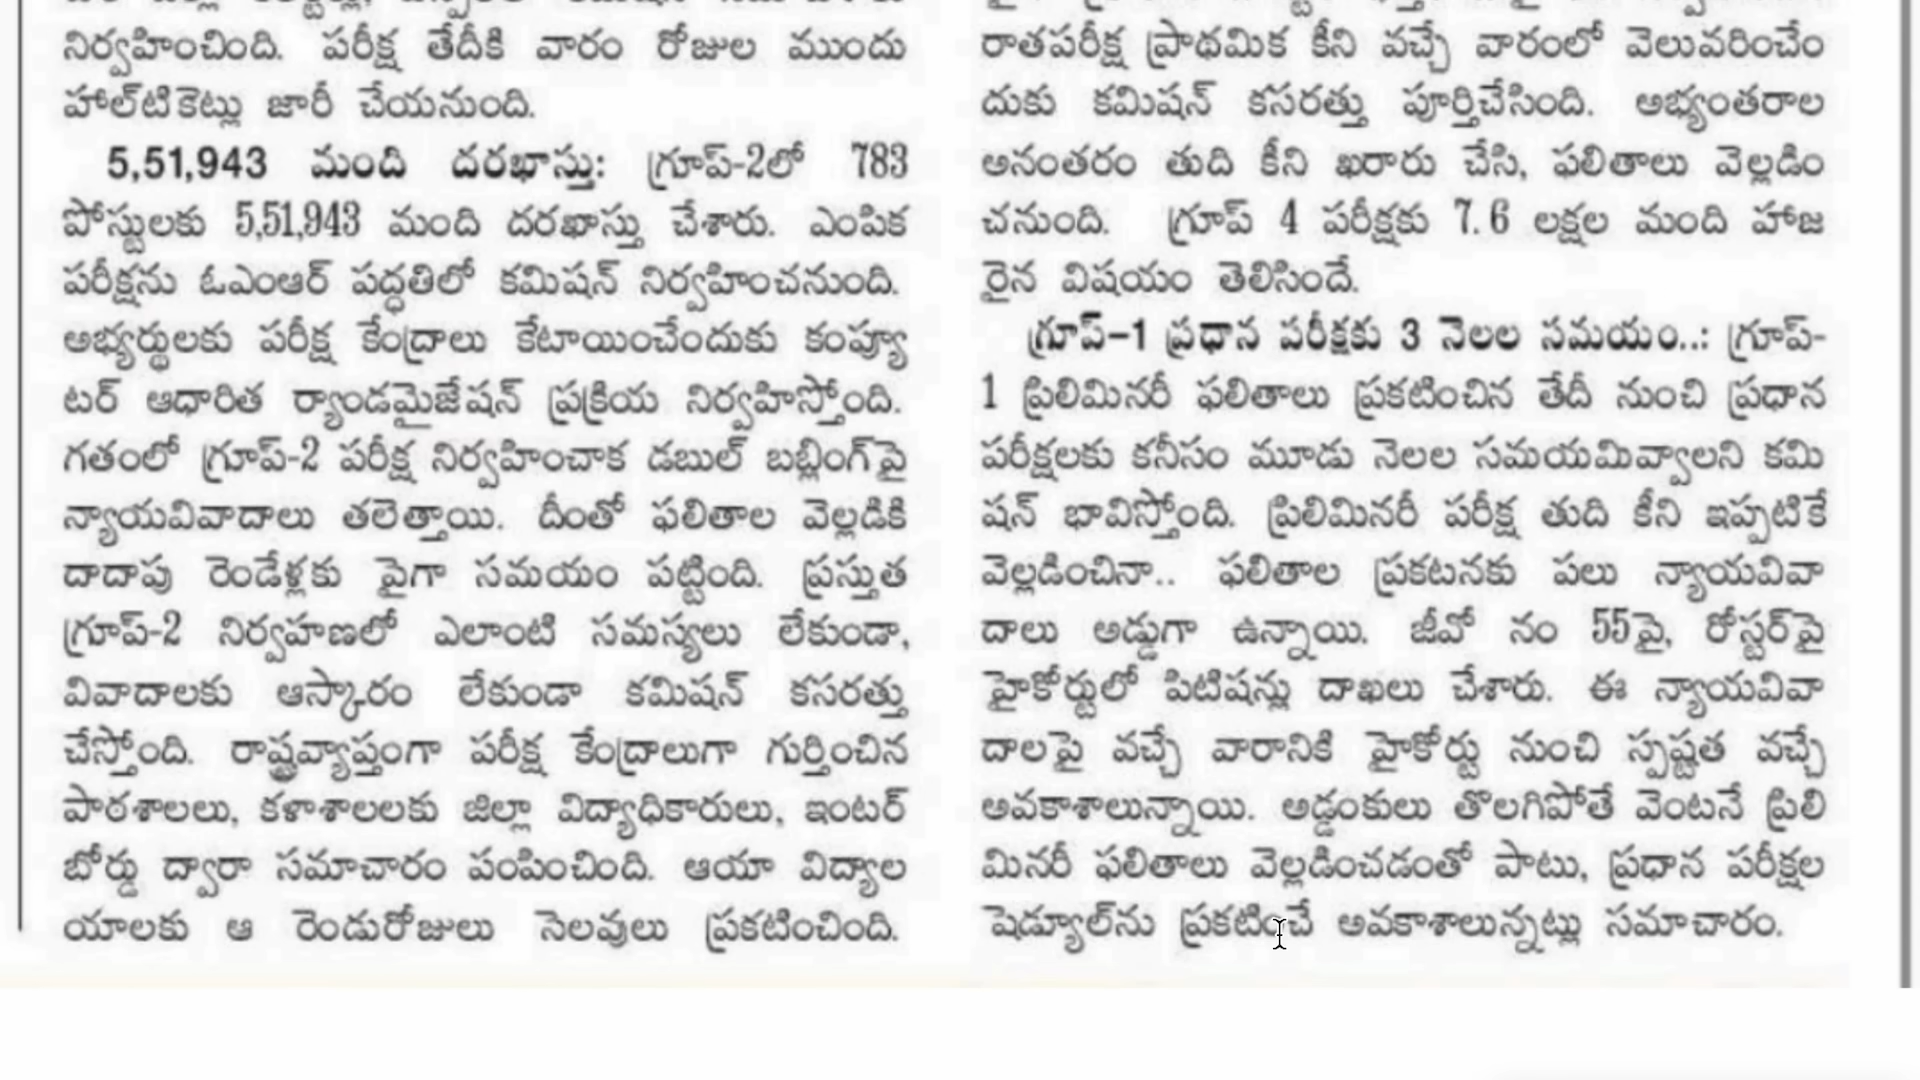 నిర్వహించింది. పరీక్ష తేదీకి వారం రోజుల ముందు
హాల్‌టికెట్లు జారీ చేయనుంది.
5,51,943 మంది దరఖాస్తు: గ్రూప్-2లో 783
పోస్టులకు 5,51,943 మంది దరఖాస్తు చేశారు. ఎంపిక
పరీక్షను ఓఎంఆర్ పద్ధతిలో కమిషన్ నిర్వహించనుంది.
అభ్యర్థులకు పరీక్ష కేంద్రాలు కేటాయించేందుకు కంప్యూ
టర్ ఆధారిత ర్యాండమైజేషన్ ప్రక్రియ నిర్వహిస్తోంది.
గతంలో గ్రూప్-2 పరీక్ష నిర్వహించాక డబుల్ బబ్లింగ్‌పై
న్యాయవివాదాలు తలెత్తాయి. దీంతో ఫలితాల వెల్లడికి
దాదాపు రెండేళ్లకు పైగా సమయం పట్టింది. ప్రస్తుత
గ్రూప్-2 నిర్వహణలో ఎలాంటి సమస్యలు లేకుండా,
వివాదాలకు ఆస్కారం లేకుండా కమిషన్ కసరత్తు
చేస్తోంది. రాష్ట్రవ్యాప్తంగా పరీక్ష కేంద్రాలుగా గుర్తించిన
పాఠశాలలు, కళాశాలలకు జిల్లా విద్యాధికారులు, ఇంటర్
బోర్డు ద్వారా సమాచారం పంపించింది. ఆయా విద్యాల
యాలకు ఆ రెండురోజులు సెలవులు ప్రకటించింది.
రాతపరీక్ష ప్రాథమిక కీని వచ్చే వారంలో వెలువరించేం
దుకు కమిషన్ కసరత్తు పూర్తిచేసింది. అభ్యంతరాల
అనంతరం తుది కీని ఖరారు చేసి, ఫలితాలు వెల్లడిం
చనుంది. గ్రూప్ 4 పరీక్షకు 7.6 లక్షల మంది హాజ
రైన విషయం తెలిసిందే.
గ్రూప్-1 ప్రధాన పరీక్షకు 3 నెలల సమయం..: గ్రూప్-
1 ప్రిలిమినరీ ఫలితాలు ప్రకటించిన తేదీ నుంచి ప్రధాన
పరీక్షలకు కనీసం మూడు నెలల సమయమివ్వాలని కమి
షన్ భావిస్తోంది. ప్రిలిమినరీ పరీక్ష తుది కీని ఇప్పటికే
వెల్లడించినా.. ఫలితాల ప్రకటనకు పలు న్యాయవివా
దాలు అడ్డుగా ఉన్నాయి. జీవో నం 55పై, రోస్టర్‌పై
హైకోర్టులో పిటిషన్లు దాఖలు చేశారు. ఈ న్యాయవివా
దాలపై వచ్చే వారానికి హైకోర్టు నుంచి స్పష్టత వచ్చే
అవకాశాలున్నాయి. అడ్డంకులు తొలగిపోతే వెంటనే ప్రిలి
మినరీ ఫలితాలు వెల్లడించడంతో పాటు, ప్రధాన పరీక్షల
షెడ్యూల్‌ను ప్రకటించే అవకాశాలున్నట్లు సమాచారం.